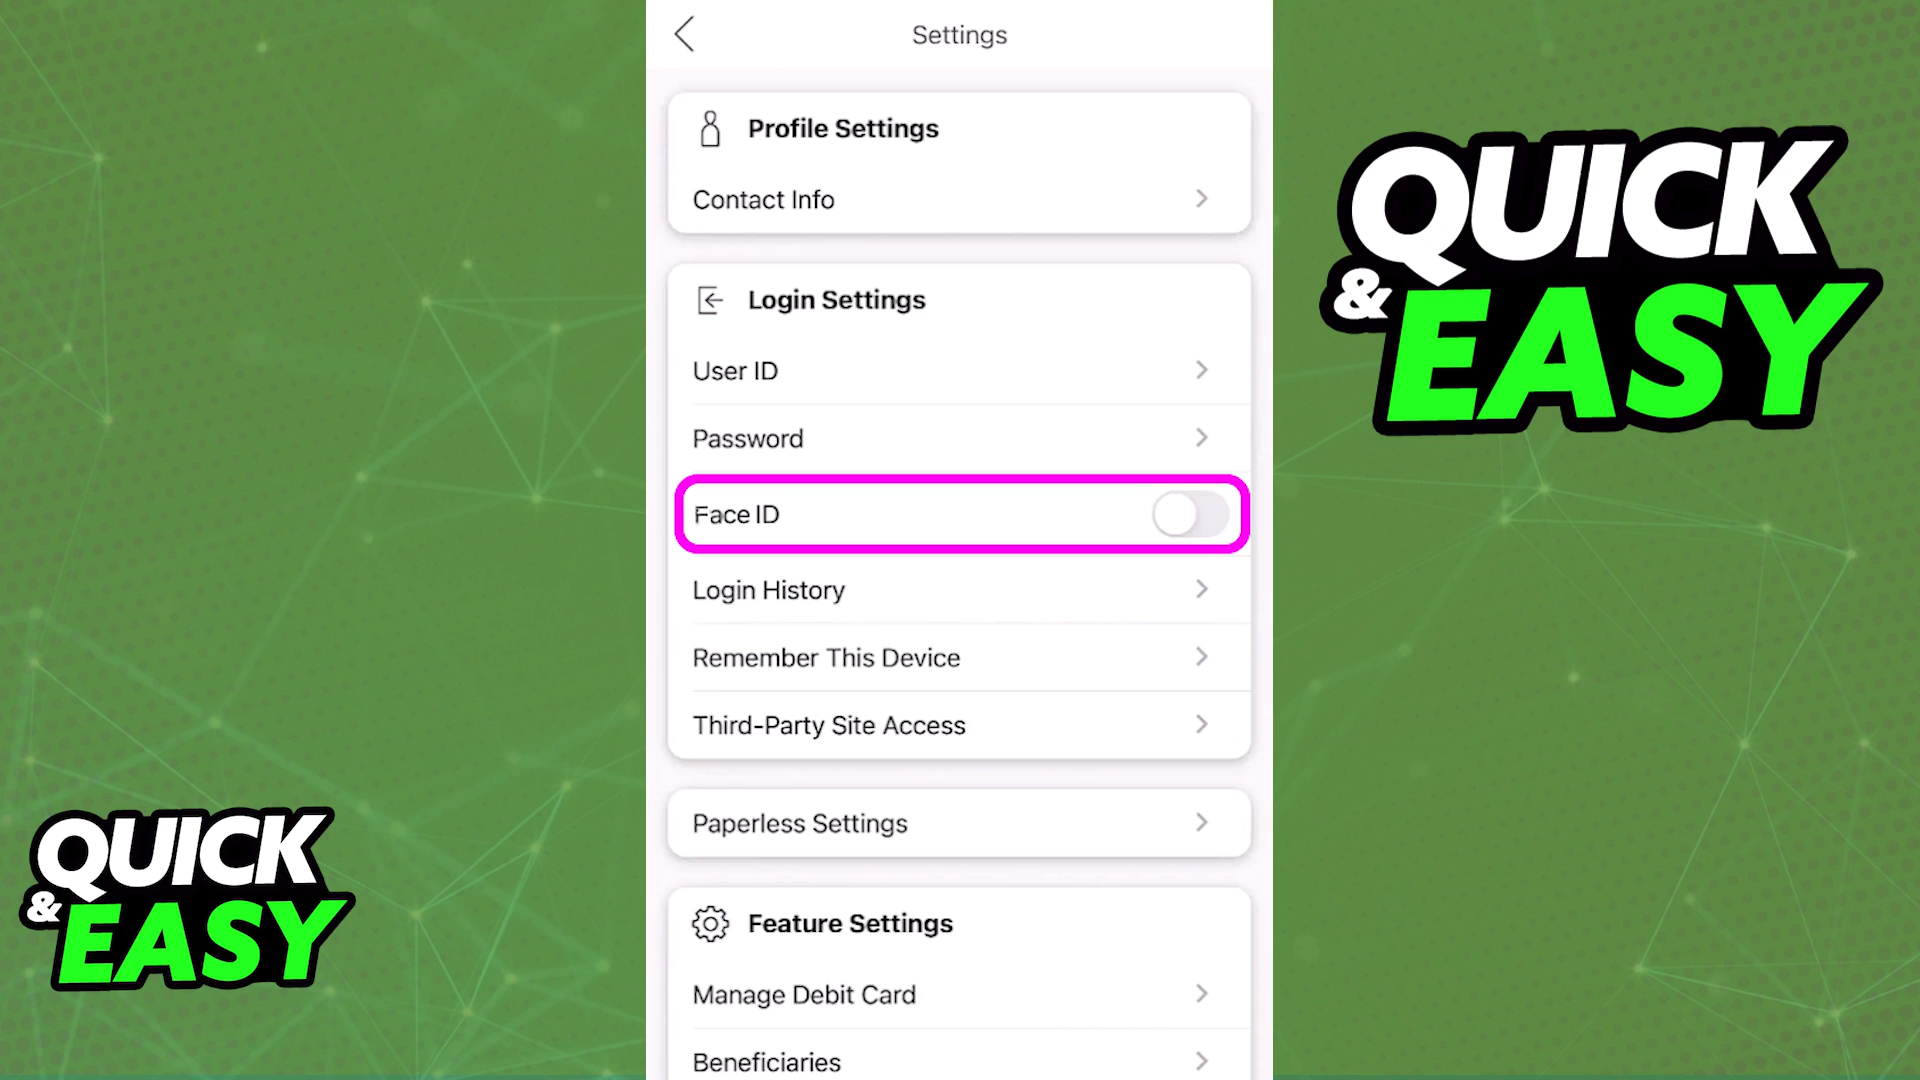 Settings
Profile Settings
Contact Info
Login Settings
User ID
Password
Face ID
Login History
Remember This Device
Third-Party Site Access
Paperless Settings
Feature Settings
Manage Debit Card
Beneficiaries
QUICK
& EASY
QUICK
& EASY